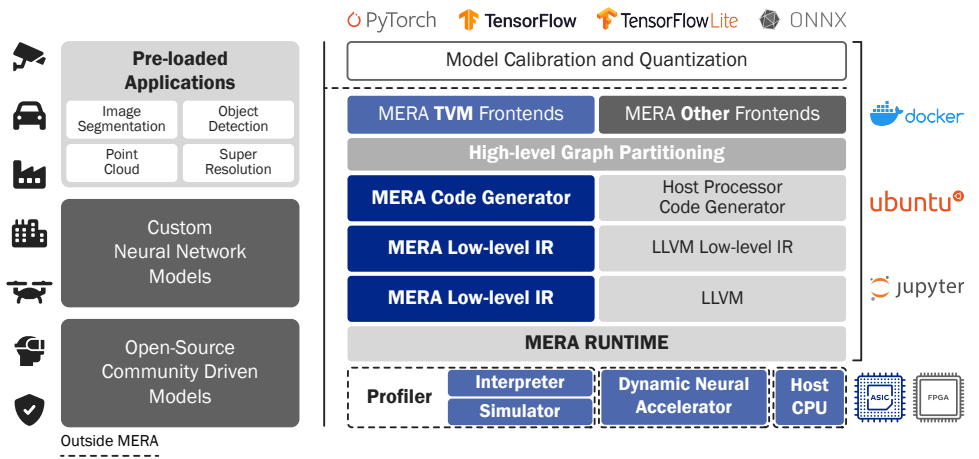 PyTorch
TensorFlow
TensorFlow Lite
ONNX
Pre-loaded
Applications
Image
Segmentation
Object
Detection
Point
Cloud
Super
Resolution
Custom
Neural Network
Models
Open-Source
Community Driven
Models
Outside MERA
Model Calibration and Quantization
MERA TVM Frontends
MERA Other Frontends
High-level Graph Partitioning
MERA Code Generator
Host Processor
Code Generator
MERA Low-level IR
LLVM Low-level IR
MERA Low-level IR
LLVM
MERA RUNTIME
Profiler
Interpreter
Simulator
Dynamic Neural
Accelerator
Host
CPU
docker
ubuntu
jupyter
ASIC
FPGA